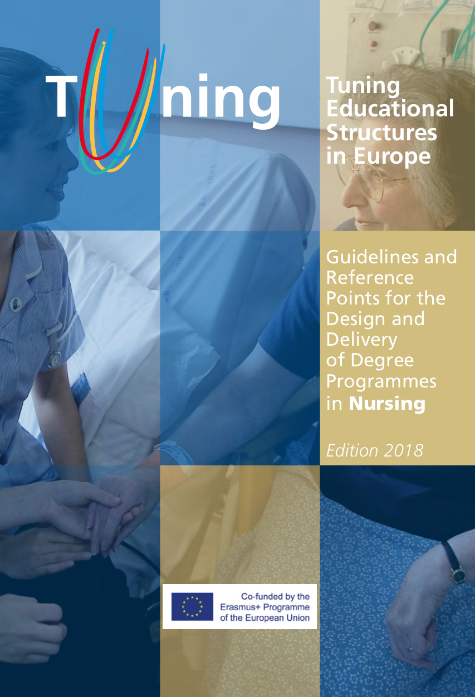 Tuning
Tuning
Educational
Structures
in Europe
Guidelines and
Reference
Points for the
Design and
Delivery
of Degree
Programmes
in Nursing
Edition 2018
Co-funded by the
Erasmus+ Programme
of the European Union